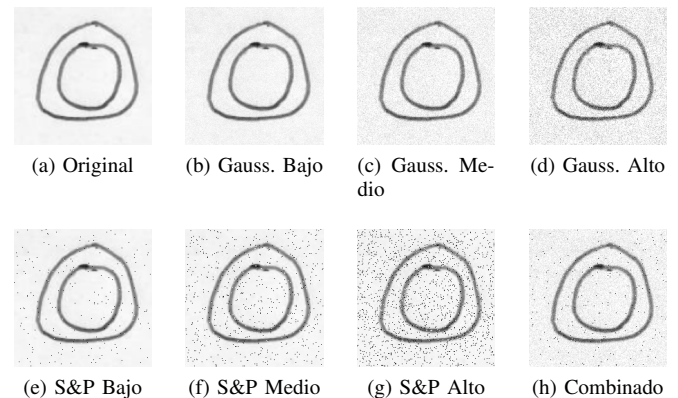 (a) Original
(b) Gauss. Bajo
(c) Gauss. Me-
dio
(d) Gauss. Alto
(e) S&P Bajo
(f) S&P Medio
(g) S&P Alto
(h) Combinado